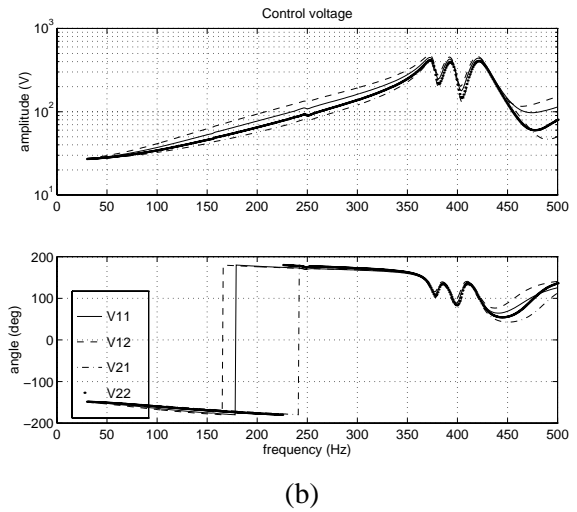 Control voltage
10^3
10^2
10^1
amplitude (V)
0 50 100 150 200 250 300 350 400 450 500
200
100
0
−100
−200
angle (deg)
V11
V12
V21
V22
0 50 100 150 200 250 300 350 400 450 500
frequency (Hz)
(b)